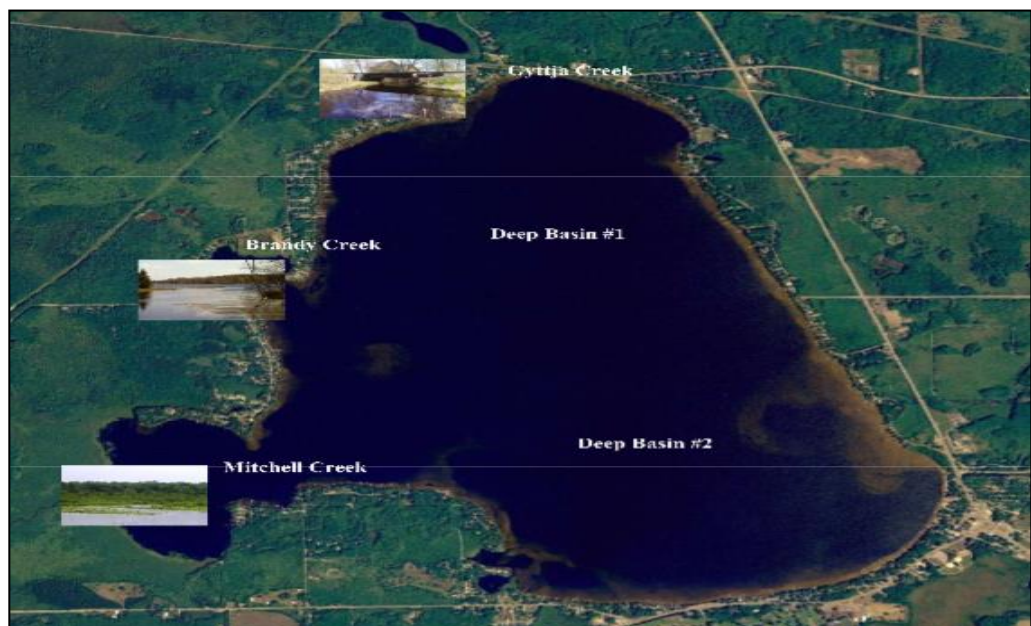 Gyttja Creek
Deep Basin #1
Brandy Creek
Deep Basin #2
Mitchell Creek